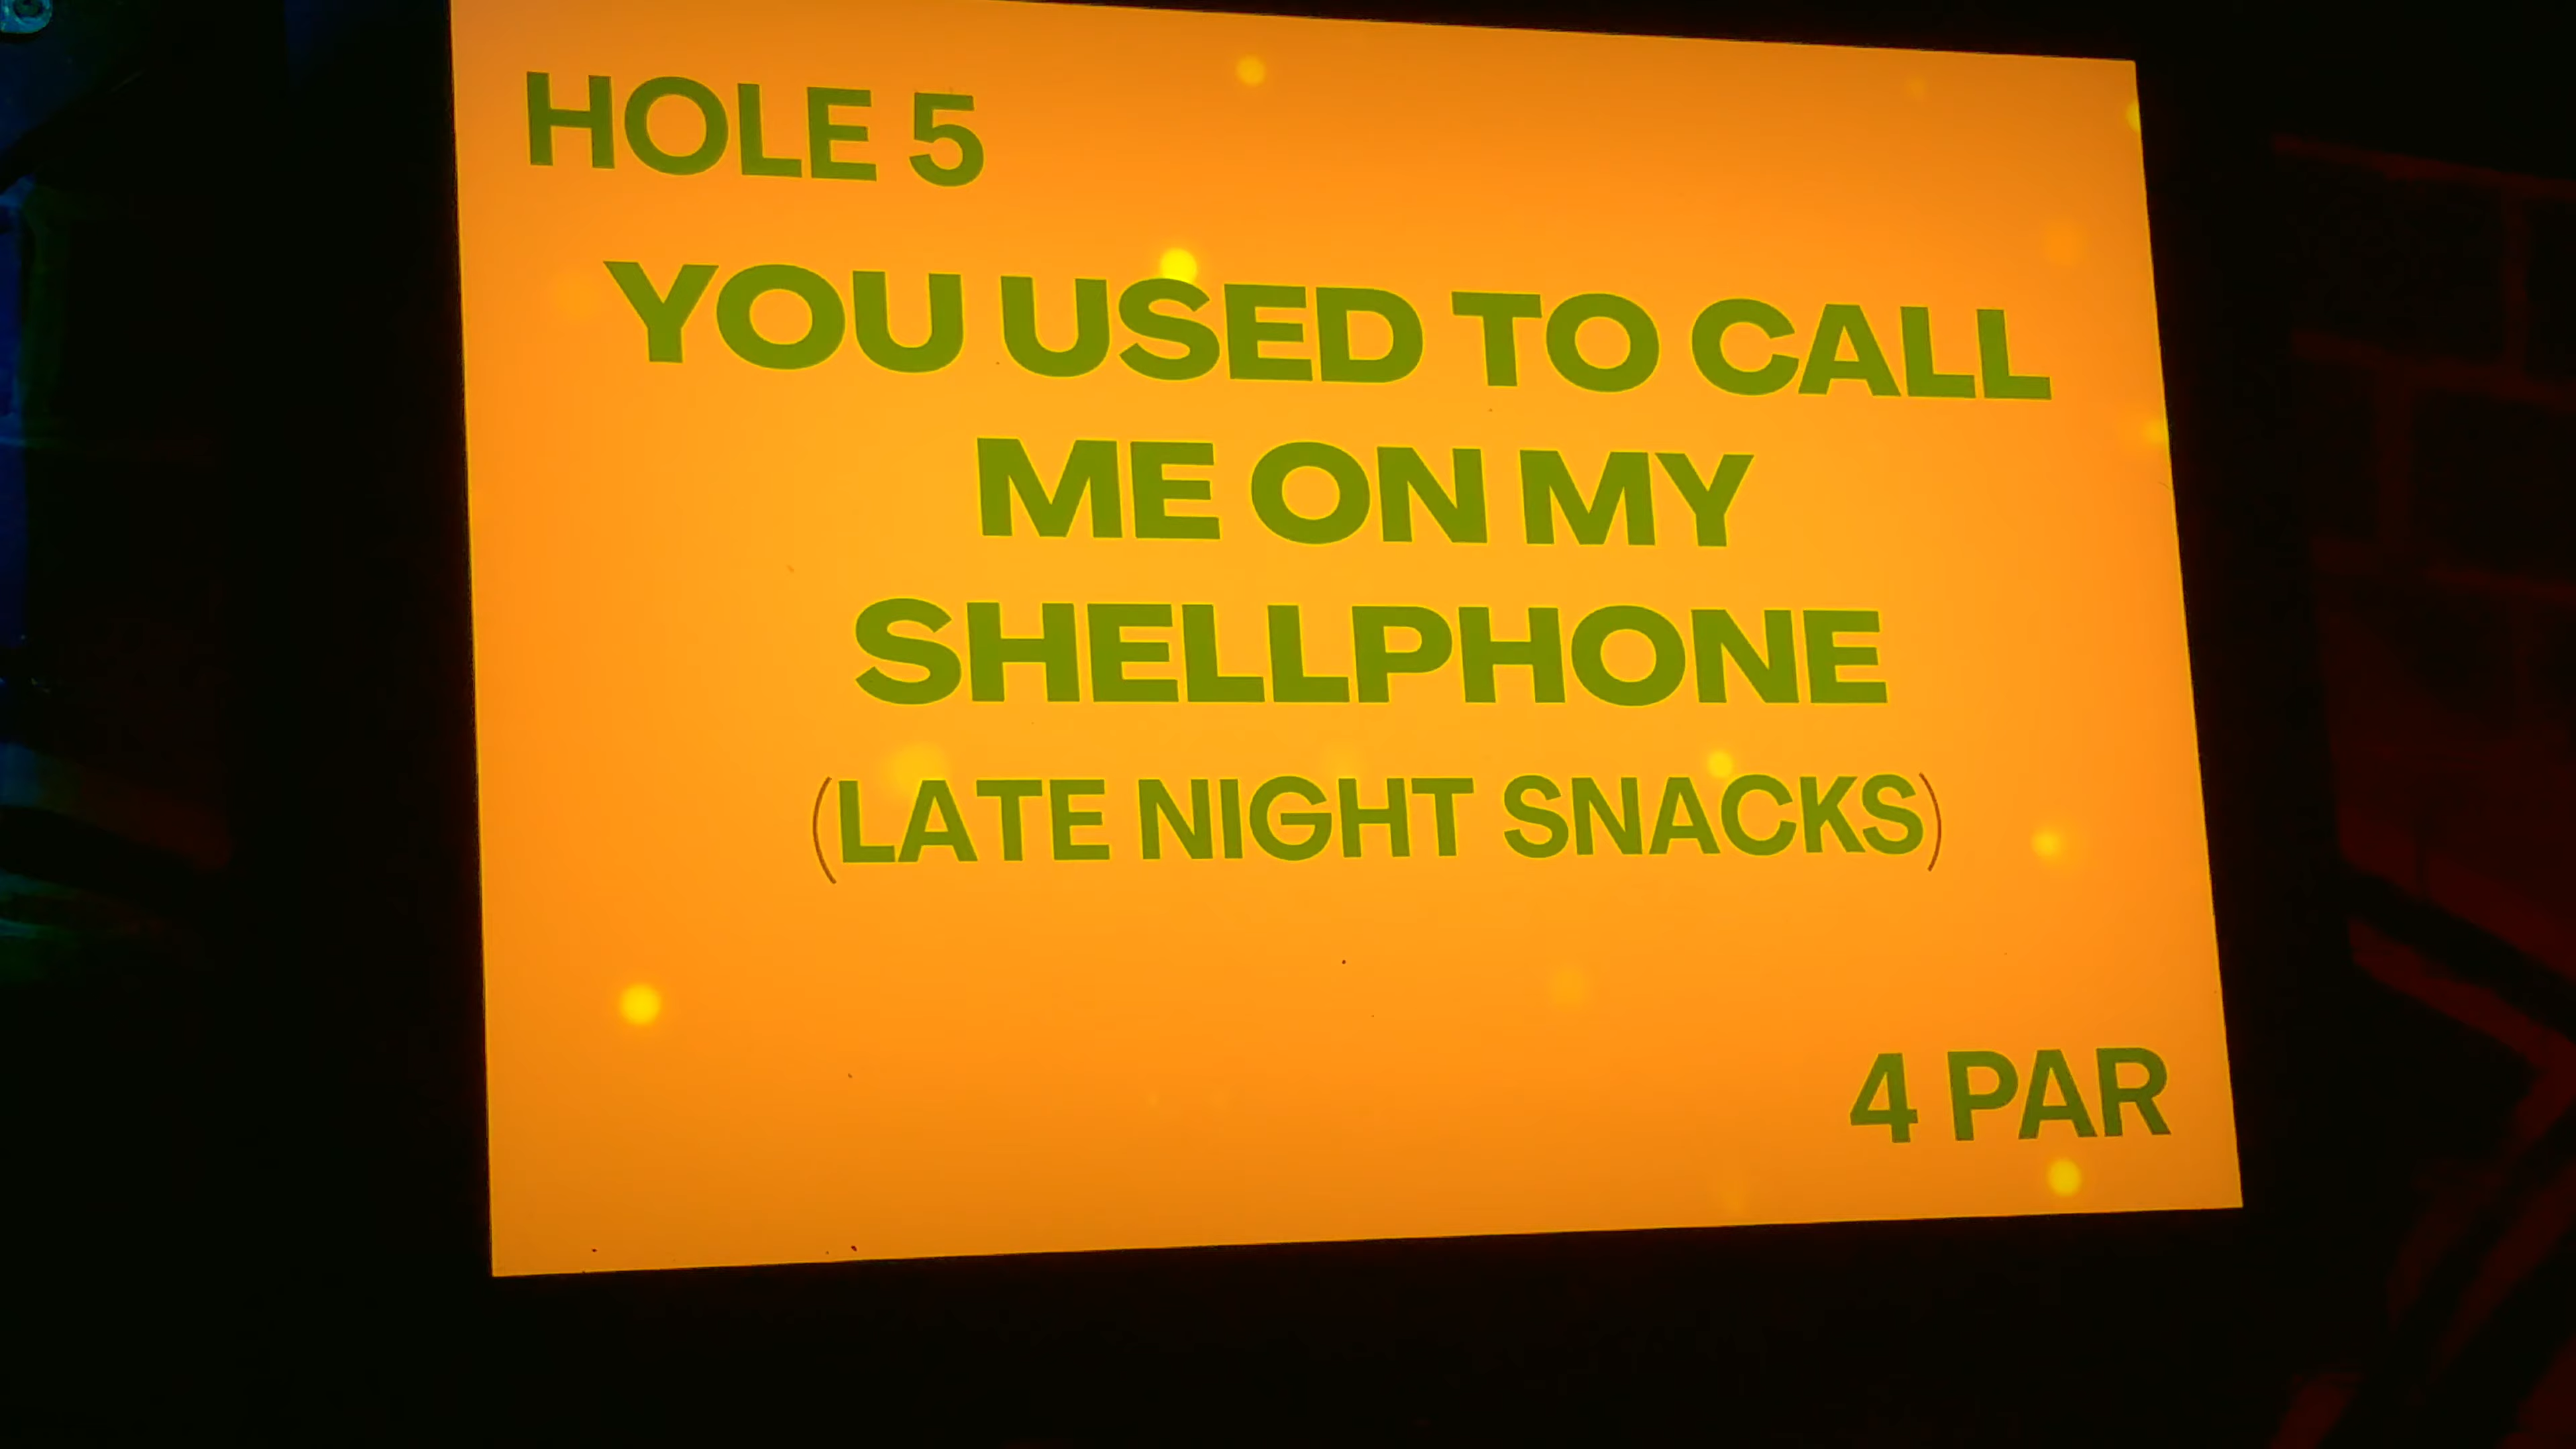 HOLE 5
YOU USED TO CALL
ME ON MY
SHELLPHONE
(LATE NIGHT SNACKS)
4 PAR